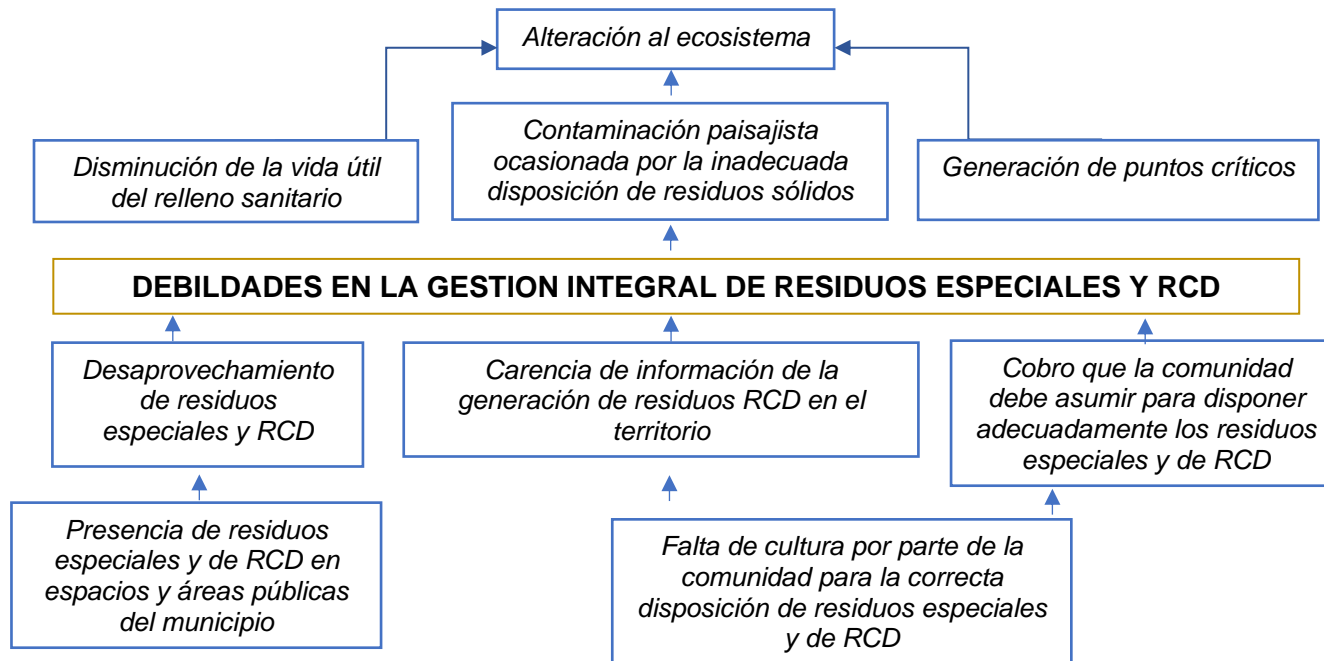 Alteración al ecosistema
Disminución de la vida útil
del relleno sanitario
Contaminación paisajista
ocasionada por la inadecuada
disposición de residuos sólidos
Generación de puntos críticos
DEBILDADES EN LA GESTION INTEGRAL DE RESIDUOS ESPECIALES Y RCD
Desaprovechamiento
de residuos
especiales y RCD
Carencia de información de la
generación de residuos RCD en el
territorio
Cobro que la comunidad
debe asumir para disponer
adecuadamente los residuos
especiales y de RCD
Presencia de residuos
especiales y de RCD en
espacios y áreas públicas
del municipio
Falta de cultura por parte de la
comunidad para la correcta
disposición de residuos especiales
y de RCD